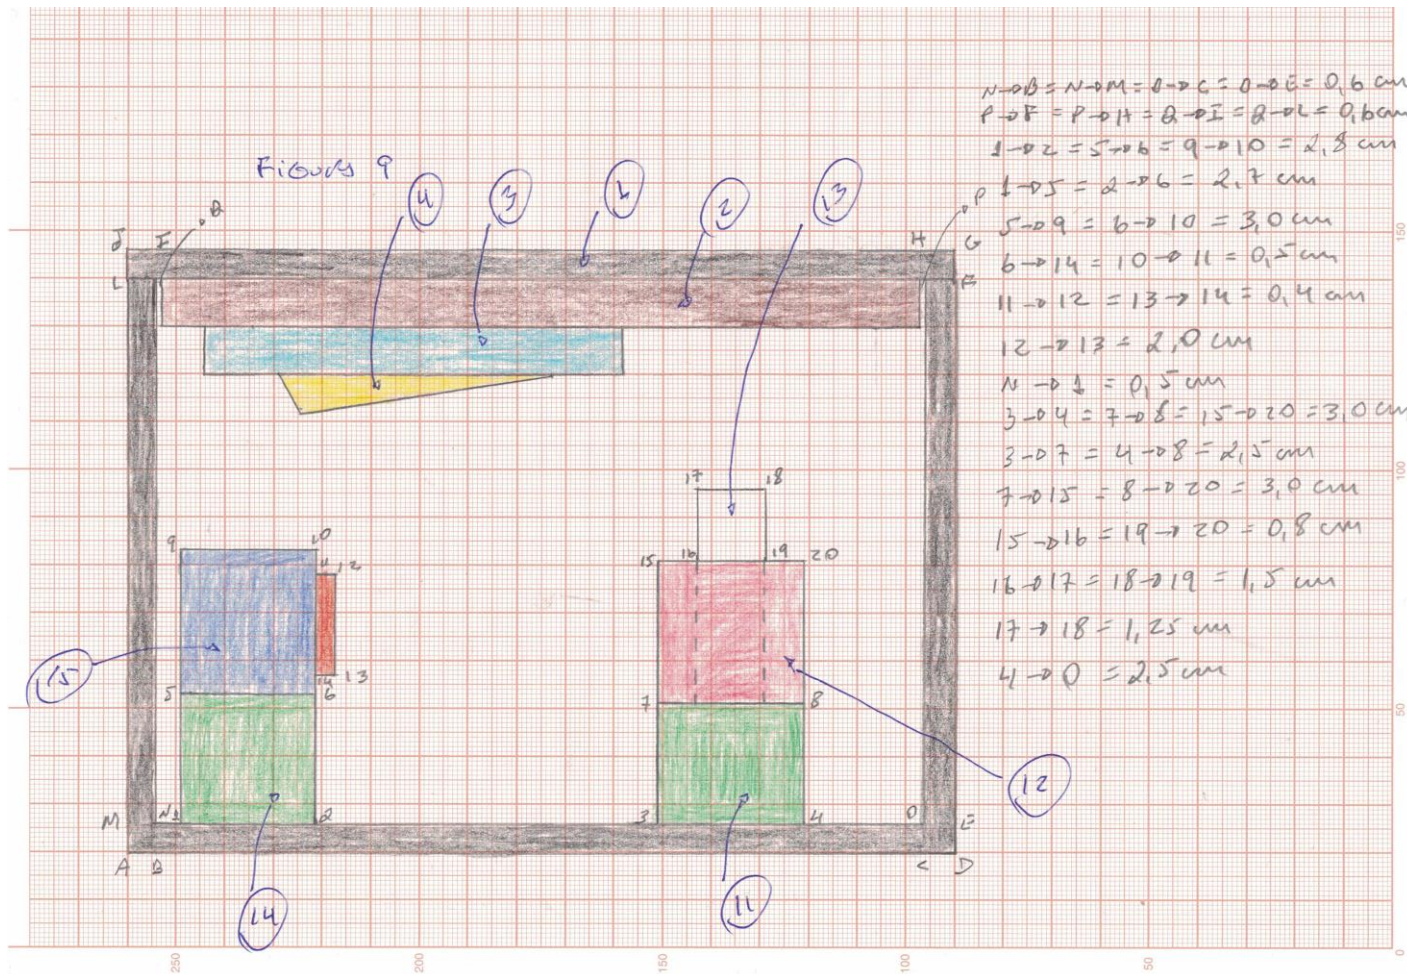 N→B = N→M = O→C = O→E = 0,6 cm
P→F = P→H = Q→I = Q→L = 0,6 cm
1→2 = 5→6 = 9→10 = 2,8 cm
Figura 9
4
3
1
2
13
1→5 = 2→6 = 2,7 cm
Q
P
5→9 = 6→10 = 3,0 cm
150
J
I
H
G
6→14 = 10→11 = 0,5 cm
L
F
11→12 = 13→14 = 0,4 cm
12→13 = 2,0 cm
N→1 = 0,5 cm
3→4 = 7→8 = 15→20 = 3,0 cm
3→7 = 4→8 = 2,5 cm
100
17
18
7→15 = 8→20 = 3,0 cm
15→16 = 19→20 = 0,8 cm
9
10
15
16
19
20
11
12
16→17 = 18→19 = 1,5 cm
17→18 = 1,25 cm
15
14
13
4→O = 2,5 cm
5
6
7
8
50
12
M
N
1
2
3
4
O
E
A
B
C
D
14
11
250
200
150
100
50
0